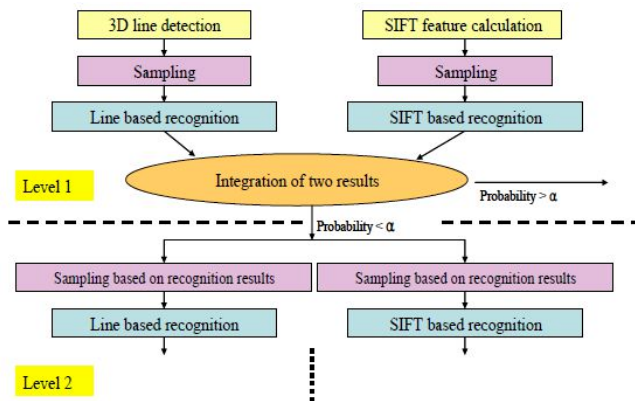 3D line detection
SIFT feature calculation
Sampling
Sampling
Line based recognition
SIFT based recognition
Integration of two results
Level 1
Probability > α
Probability < α
Sampling based on recognition results
Sampling based on recognition results
Line based recognition
SIFT based recognition
Level 2